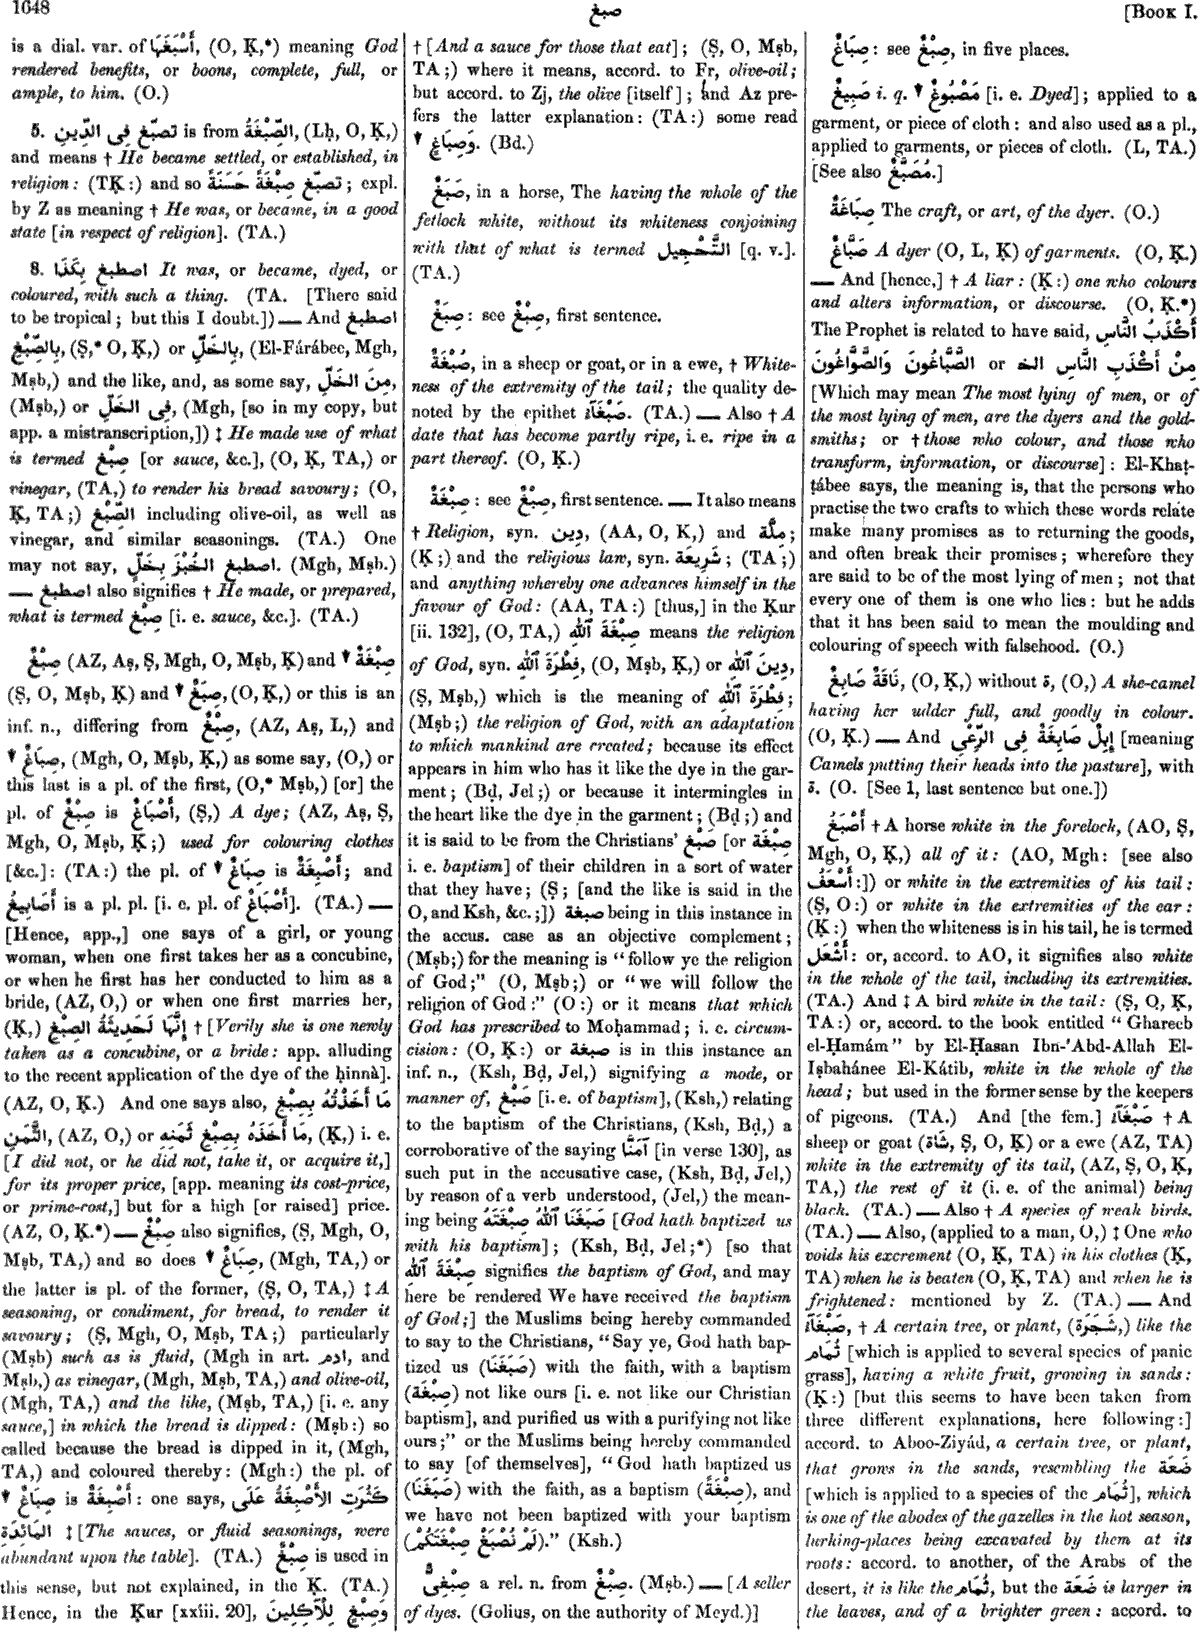 1648
صبغ
[Book I.
is a dial. var. of أَسْبَغَهَا, (O, Ḳ,*) meaning God
rendered benefits, or boons, complete, full, or
ample, to him. (O.)
5. تصبّغ فِى الدِّينِ is from الصِّبْغَةُ, (Lḥ, O, Ḳ,)
and means † He became settled, or established, in
religion: (TḲ:) and so تصبّغ صِبْغَةً حَسَنَةً; expl.
by Z as meaning † He was, or became, in a good
state [in respect of religion]. (TA.)
8. اصطبغ بِكَذَا It was, or became, dyed, or
coloured, with such a thing. (TA. [There said
to be tropical; but this I doubt.]) — And اصطبغ
بِالصِّبْغِ, (Ṣ,* O, Ḳ,) or بِالخَلِّ, (El-Fárábee, Mgh,
Mṣb,) and the like, and, as some say, مِنَ الخَلِّ,
(Mṣb,) or فِى الخَلِّ, (Mgh, [so in my copy, but
app. a mistranscription,]) ‡ He made use of what
is termed صِبْغ [or sauce, &c.], (O, Ḳ, TA,) or
vinegar, (TA,) to render his bread savoury; (O,
Ḳ, TA;) الصِّبْغ including olive-oil, as well as
vinegar, and similar seasonings. (TA.) One
may not say, اصطبغ الخُبْزَ بِخَلٍّ. (Mgh, Mṣb.)
— اصطبغ also signifies † He made, or prepared,
what is termed صِبْغ [i. e. sauce, &c.]. (TA.)
صِبْغٌ (AZ, Aṣ, Ṣ, Mgh, O, Mṣb, Ḳ) and ▾ صِبْغَةٌ
(Ṣ, O, Mṣb, Ḳ) and ▾ صِبَغٌ, (O, Ḳ,) or this is an
inf. n., differing from صِبْغٌ, (AZ, Aṣ, L,) and
▾ صِبَاغٌ, (Mgh, O, Mṣb, Ḳ,) as some say, (O,) or
this last is a pl. of the first, (O,* Mṣb,) [or] the
pl. of صِبْغٌ is أَصْبَاغٌ, (Ṣ,) A dye; (AZ, Aṣ, Ṣ,
Mgh, O, Mṣb, Ḳ;) used for colouring clothes
[&c.]: (TA:) the pl. of ▾ صِبَاغٌ is أَصْبِغَةٌ; and
أَصَابِيغُ is a pl. pl. [i. e. pl. of أَصْبَاغٌ]. (TA.) —
[Hence, app.,] one says of a girl, or young
woman, when one first takes her as a concubine,
or when he first has her conducted to him as a
bride, (AZ, O,) or when one first marries her,
(Ḳ,) إِنَّهَا لَحَدِيثَةُ الصِّبْغِ † [Verily she is one newly
taken as a concubine, or a bride: app. alluding
to the recent application of the dye of the ḥinnà].
(AZ, O, Ḳ.) And one says also, مَا أَخَذْتُهُ بِصِبْغِ
الثَّمَنِ, (AZ, O,) or مَا أَخَذَهُ بِصِبْغِ ثَمَنِهِ, (Ḳ,) i. e.
[I did not, or he did not, take it, or acquire it,]
for its proper price, [app. meaning its cost-price,
or prime-cost,] but for a high [or raised] price.
(AZ, O, Ḳ.*) — صِبْغٌ also signifies, (Ṣ, Mgh, O,
Mṣb, TA,) and so does ▾ صِبَاغٌ, (Mgh, TA,) or
the latter is pl. of the former, (Ṣ, O, TA,) ‡ A
seasoning, or condiment, for bread, to render it
savoury; (Ṣ, Mgh, O, Mṣb, TA;) particularly
(Mṣb) such as is fluid, (Mgh in art. ادم, and
Mṣb,) as vinegar, (Mgh, Mṣb, TA,) and olive-oil,
(Mgh, TA,) and the like, (Mṣb, TA,) [i. e. any
sauce,] in which the bread is dipped: (Mṣb:) so
called because the bread is dipped in it, (Mgh,
TA,) and coloured thereby: (Mgh:) the pl. of
▾ صِبَاغٌ is أَصْبِغَةٌ: one says, كَثُرَتِ الأَصْبِغَةُ عَلَى
المَائِدَةِ ‡ [The sauces, or fluid seasonings, were
abundant upon the table]. (TA.) صِبْغٌ is used in
this sense, but not explained, in the Ḳ. (TA.)
Hence, in the Ḳur [xxiii. 20], وَصِبْغٍ لِلْآكِلِينَ
† [And a sauce for those that eat]; (Ṣ, O, Mṣb,
TA;) where it means, accord. to Fr, olive-oil;
but accord. to Zj, the olive [itself]; and Az pre-
fers the latter explanation: (TA:) some read
▾ وَصِبَاغٍ. (Bḍ.)
صَبَغٌ, in a horse, The having the whole of the
fetlock white, without its whiteness conjoining
with that of what is termed التَّحْجِيل [q. v.].
(TA.)
صِبَغٌ: see صِبْغٌ, first sentence.
صُبْغَةٌ, in a sheep or goat, or in a ewe, † White-
ness of the extremity of the tail; the quality de-
noted by the epithet صَبْغَآءُ. (TA.) — Also † A
date that has become partly ripe, i. e. ripe in a
part thereof. (O, Ḳ.)
صِبْغَةٌ: see صِبْغٌ, first sentence. — It also means
† Religion, syn. دِين, (AA, O, K,) and مِلَّة;
(Ḳ;) and the religious law, syn. شَرِيعَة; (TA;)
and anything whereby one advances himself in the
favour of God: (AA, TA:) [thus,] in the Ḳur
[ii. 132], (O, TA,) صِبْغَةَ ٱللّٰهِ means the religion
of God, syn. فِطْرَةَ ٱللّٰهِ, (O, Mṣb, Ḳ,) or دِينَ ٱللّٰهِ,
(Ṣ, Mṣb,) which is the meaning of فِطْرَةَ ٱللّٰهِ;
(Mṣb;) the religion of God, with an adaptation
to which mankind are created; because its effect
appears in him who has it like the dye in the gar-
ment; (Bḍ, Jel;) or because it intermingles in
the heart like the dye in the garment; (Bḍ;) and
it is said to be from the Christians' صَبْغ [or صِبْغَة
i. e. baptism] of their children in a sort of water
that they have; (Ṣ; [and the like is said in the
O, and Ksh, &c.;]) صبغة being in this instance in
the accus. case as an objective complement;
(Mṣb;) for the meaning is "follow ye the religion
of God;" (O, Mṣb;) or "we will follow the
religion of God:" (O:) or it means that which
God has prescribed to Moḥammad; i. e. circum-
cision: (O, Ḳ:) or صبغة is in this instance an
inf. n., (Ksh, Bḍ, Jel,) signifying a mode, or
manner of, صَبْغ [i. e. of baptism], (Ksh,) relating
to the baptism of the Christians, (Ksh, Bḍ,) a
corroborative of the saying آمَنَّا [in verse 130], as
such put in the accusative case, (Ksh, Bḍ, Jel,)
by reason of a verb understood, (Jel,) the mean-
ing being صَبَغَنَا ٱللّٰهُ صِبْغَتَهُ [God hath baptized us
with his baptism]; (Ksh, Bḍ, Jel;*) [so that
صِبْغَةَ ٱللّٰهِ signifies the baptism of God, and may
here be rendered We have received the baptism
of God;] the Muslims being hereby commanded
to say to the Christians, "Say ye, God hath bap-
tized us (صَبَغَنَا) with the faith, with a baptism
(صِبْغَة) not like ours [i. e. not like our Christian
baptism], and purified us with a purifying not like
ours;" or the Muslims being hereby commanded
to say [of themselves], "God hath baptized us
(صَبَغَنَا) with the faith, as a baptism (صِبْغَةً), and
we have not been baptized with your baptism
(لَمْ نُصْبَغْ صِبْغَتَكُمْ)." (Ksh.)
صِبْغِىٌّ a rel. n. from صِبْغٌ. (Mṣb.) — [A seller
of dyes. (Golius, on the authority of Meyd.)]
صِبَاغٌ: see صِبْغٌ, in five places.
صَبِيغٌ i. q. ▾ مَصْبُوغٌ [i. e. Dyed]; applied to a
garment, or piece of cloth: and also used as a pl.,
applied to garments, or pieces of cloth. (L, TA.)
[See also مُصَبَّغٌ.]
صِبَاغَةٌ The craft, or art, of the dyer. (O.)
صَبَّاغٌ A dyer (O, L, Ḳ) of garments. (O, Ḳ.)
— And [hence,] † A liar: (Ḳ:) one who colours
and alters information, or discourse. (O, Ḳ.*)
The Prophet is related to have said, أَكْذَبُ النَّاسِ
الصَّبَّاغُونَ وَالصَّوَّاغُونَ or مِنْ أَكْذَبِ النَّاسِ الخ
[Which may mean The most lying of men, or of
the most lying of men, are the dyers and the gold-
smiths; or † those who colour, and those who
transform, information, or discourse]: El-Khaṭ-
ṭábee says, the meaning is, that the persons who
practise the two crafts to which these words relate
make many promises as to returning the goods,
and often break their promises; wherefore they
are said to be of the most lying of men; not that
every one of them is one who lies: but he adds
that it has been said to mean the moulding and
colouring of speech with falsehood. (O.)
نَاقَةٌ صَابِغٌ, (O, Ḳ,) without ة, (O,) A she-camel
having her udder full, and goodly in colour.
(O, Ḳ.) — And إِبِلٌ صَابِغَةٌ فِى الرِّعْىِ [meaning
Camels putting their heads into the pasture], with
ة. (O. [See 1, last sentence but one.])
أَصْبَغُ † A horse white in the forelock, (AO, Ṣ,
Mgh, O, Ḳ,) all of it: (AO, Mgh: [see also
أَسْعَفُ:]) or white in the extremities of his tail:
(Ṣ, O:) or white in the extremities of the ear:
(Ḳ:) when the whiteness is in his tail, he is termed
أَشْعَلُ: or, accord. to AO, it signifies also white
in the whole of the tail, including its extremities.
(TA.) And ‡ A bird white in the tail: (Ṣ, O, Ḳ,
TA:) or, accord. to the book entitled "Ghareeb
el-Ḥamám" by El-Ḥasan Ibn-'Abd-Allah El-
Iṣbahánee El-Kátib, white in the whole of the
head; but used in the former sense by the keepers
of pigeons. (TA.) And [the fem.] صَبْغَآءُ † A
sheep or goat (شَاة, Ṣ, O, Ḳ) or a ewe (AZ, TA)
white in the extremity of its tail, (AZ, Ṣ, O, Ḳ,
TA,) the rest of it (i. e. of the animal) being
black. (TA.) — Also † A species of weak birds.
(TA.) — Also, (applied to a man, O,) ‡ One who
voids his excrement (O, Ḳ, TA) in his clothes (Ḳ,
TA) when he is beaten (O, Ḳ, TA) and when he is
frightened: mentioned by Z. (TA.) — And
صَبْغَآءُ, † A certain tree, or plant, (شَجَرَة,) like the
ثُمَام [which is applied to several species of panic
grass], having a white fruit, growing in sands:
(Ḳ:) [but this seems to have been taken from
three different explanations, here following:]
accord. to Aboo-Ziyád, a certain tree, or plant,
that grows in the sands, resembling the ضَعَة
[which is applied to a species of the ثُمَام], which
is one of the abodes of the gazelles in the hot season,
lurking-places being excavated by them at its
roots: accord. to another, of the Arabs of the
desert, it is like the ثُمَام, but the ضَعَة is larger in
the leaves, and of a brighter green: accord. to